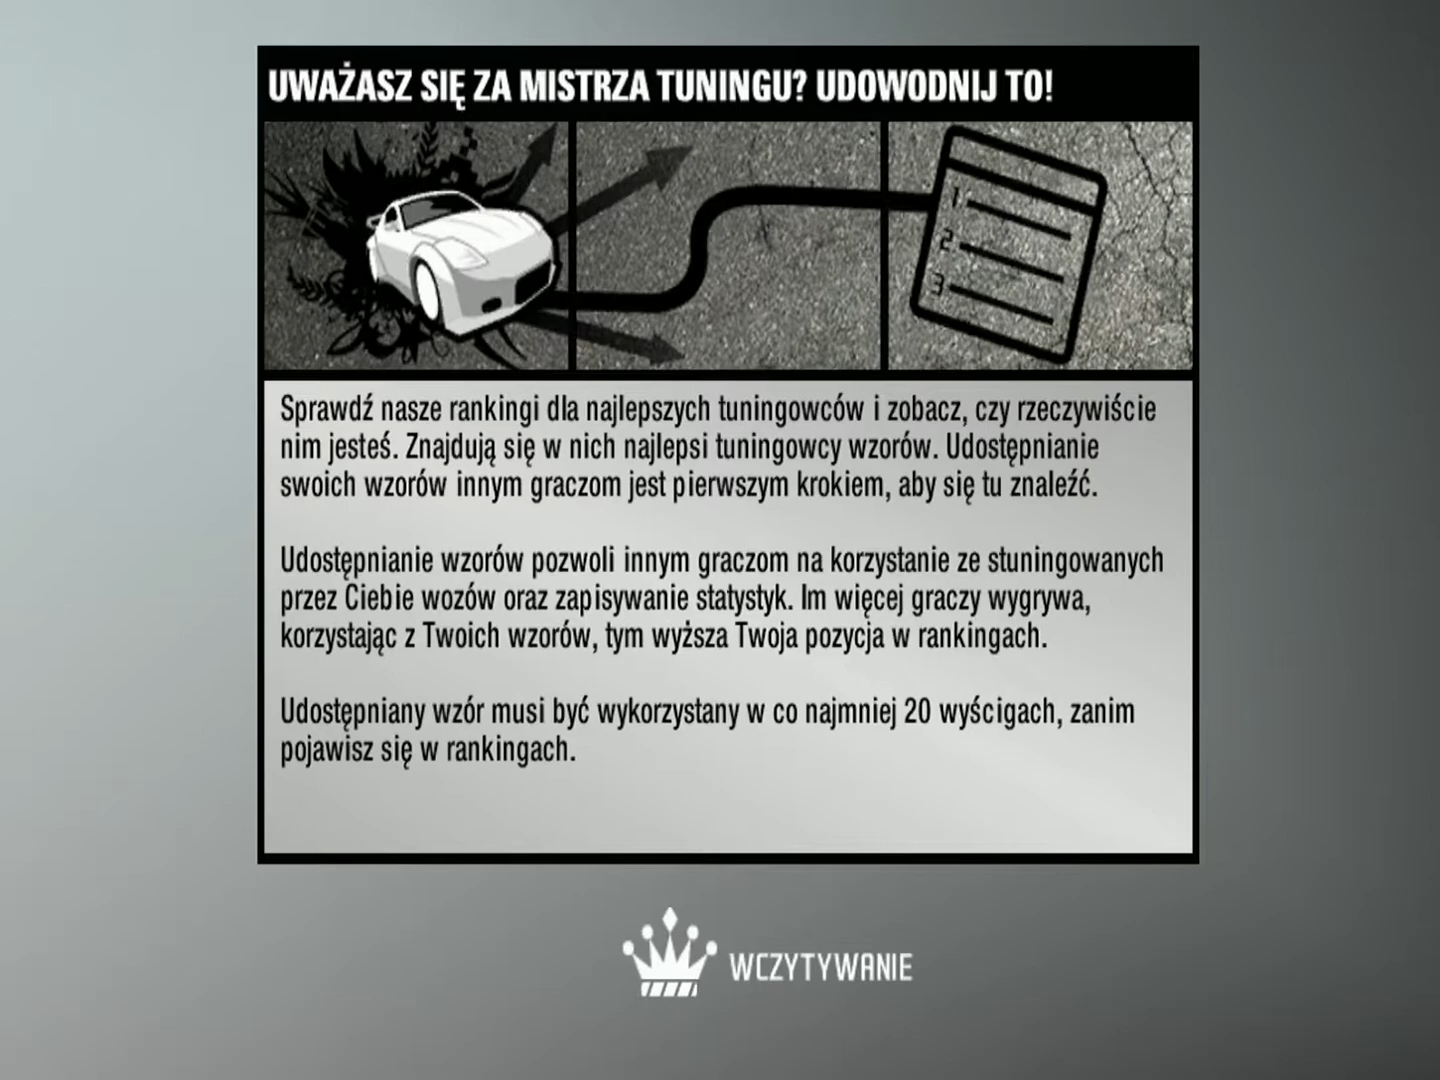 UWAŻASZ SIĘ ZA MISTRZA TUNINGU? UDOWODNIJ TO!
1
2
3
Sprawdź nasze rankingi dla najlepszych tuningowców i zobacz, czy rzeczywiście
nim jesteś. Znajdują się w nich najlepsi tuningowcy wzorów. Udostępnianie
swoich wzorów innym graczom jest pierwszym krokiem, aby się tu znaleźć.
Udostępnianie wzorów pozwoli innym graczom na korzystanie ze stuningowanych
przez Ciebie wozów oraz zapisywanie statystyk. Im więcej graczy wygrywa,
korzystając z Twoich wzorów, tym wyższa Twoja pozycja w rankingach.
Udostępniany wzór musi być wykorzystany w co najmniej 20 wyścigach, zanim
pojawisz się w rankingach.
WCZYTYWANIE